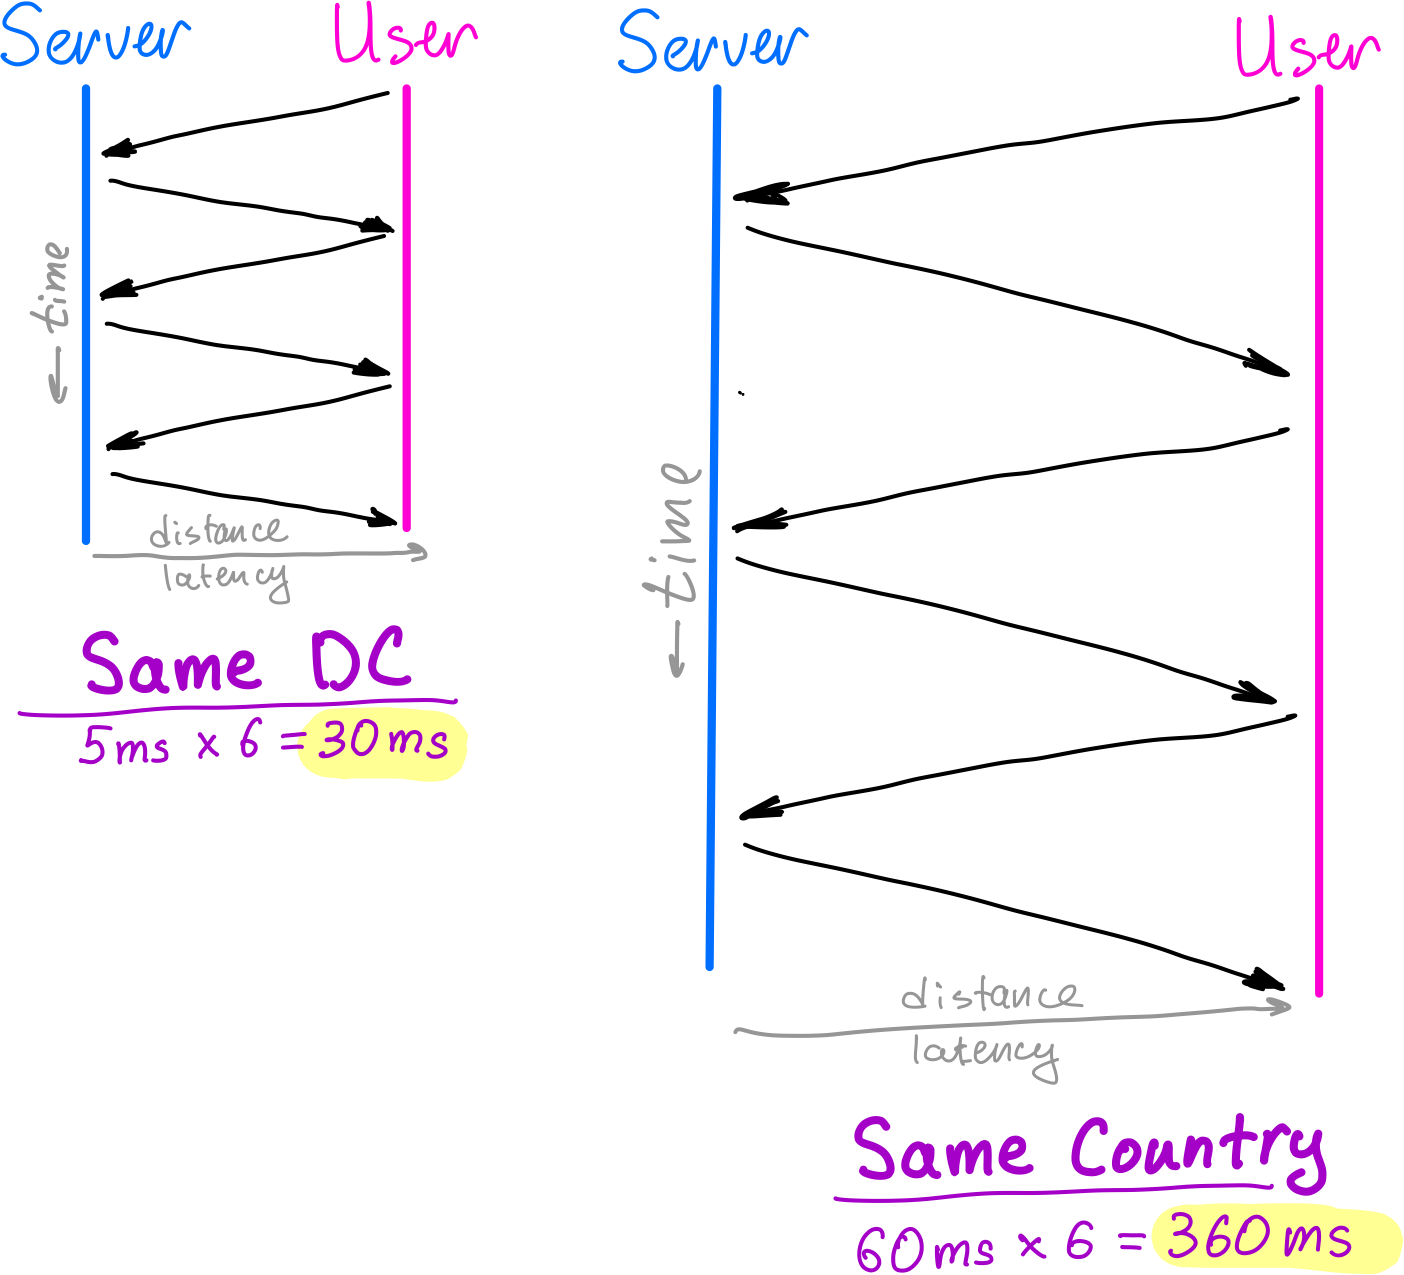 Server User
← time
distance
latency
Same DC
5ms x 6 = 30ms
Server User
← time
distance
latency
Same Country
60ms x 6 = 360ms